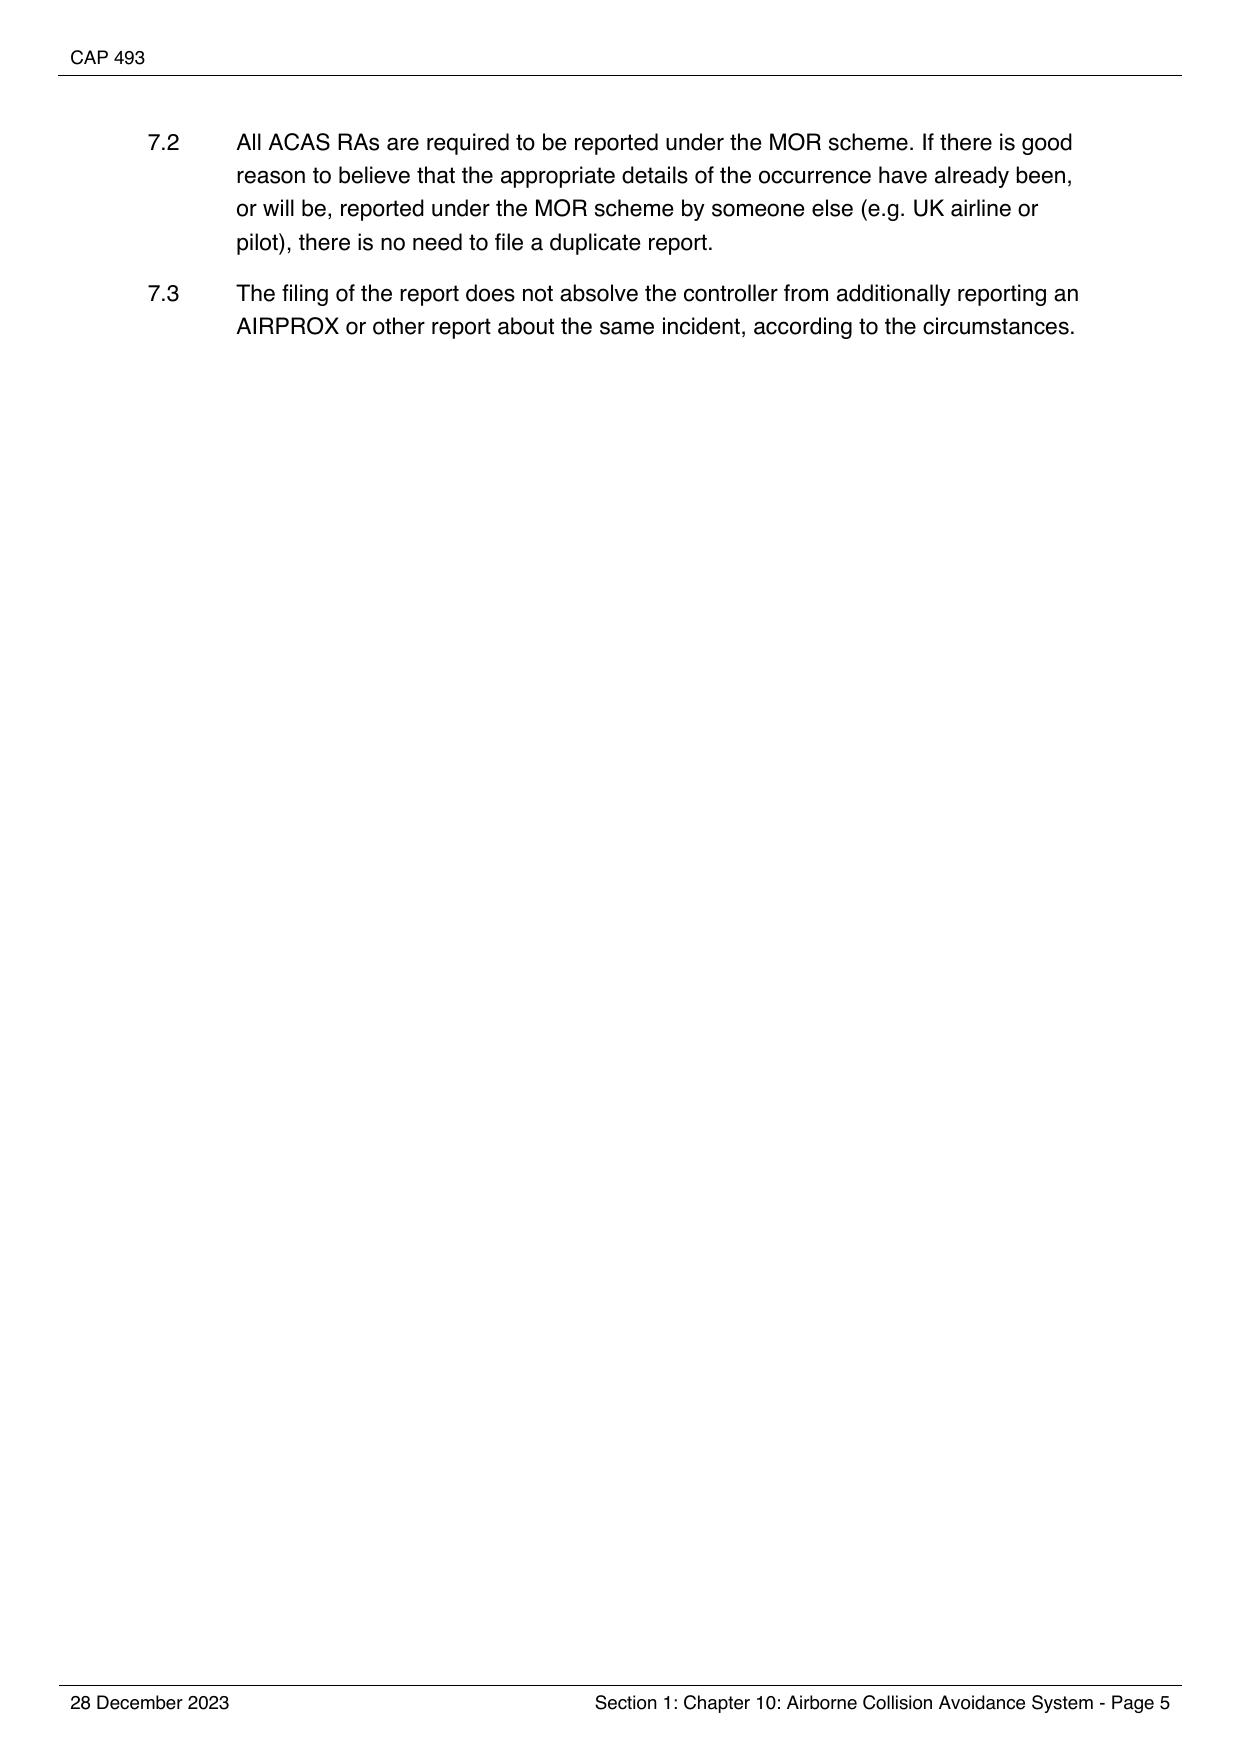 CAP 493
7.2 All ACAS RAs are required to be reported under the MOR scheme. If there is good
reason to believe that the appropriate details of the occurrence have already been,
or will be, reported under the MOR scheme by someone else (e.g. UK airline or
pilot), there is no need to file a duplicate report.
7.3 The filing of the report does not absolve the controller from additionally reporting an
AIRPROX or other report about the same incident, according to the circumstances.
28 December 2023 Section 1: Chapter 10: Airborne Collision Avoidance System - Page 5